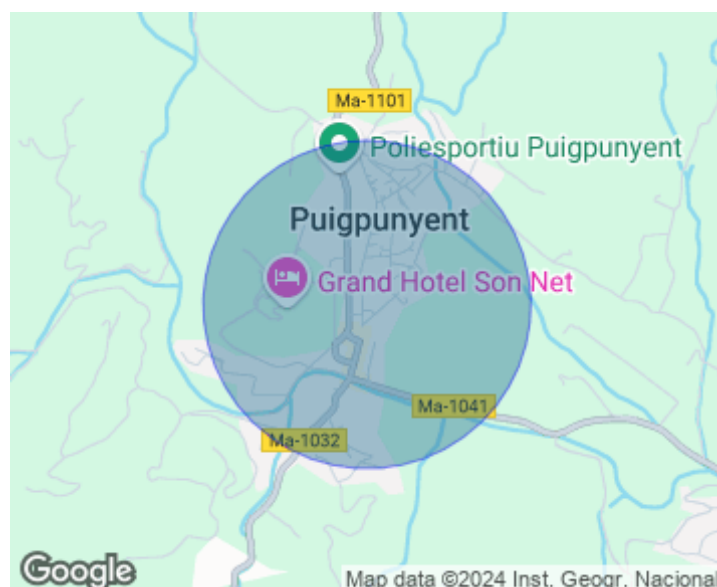 Ma-1101
Poliesportiu Puigpunyent
Puigpunyent
Grand Hotel Son Net
Ma-1041
Ma-1032
Google
Map data ©2024 Inst. Geogr. Nacional